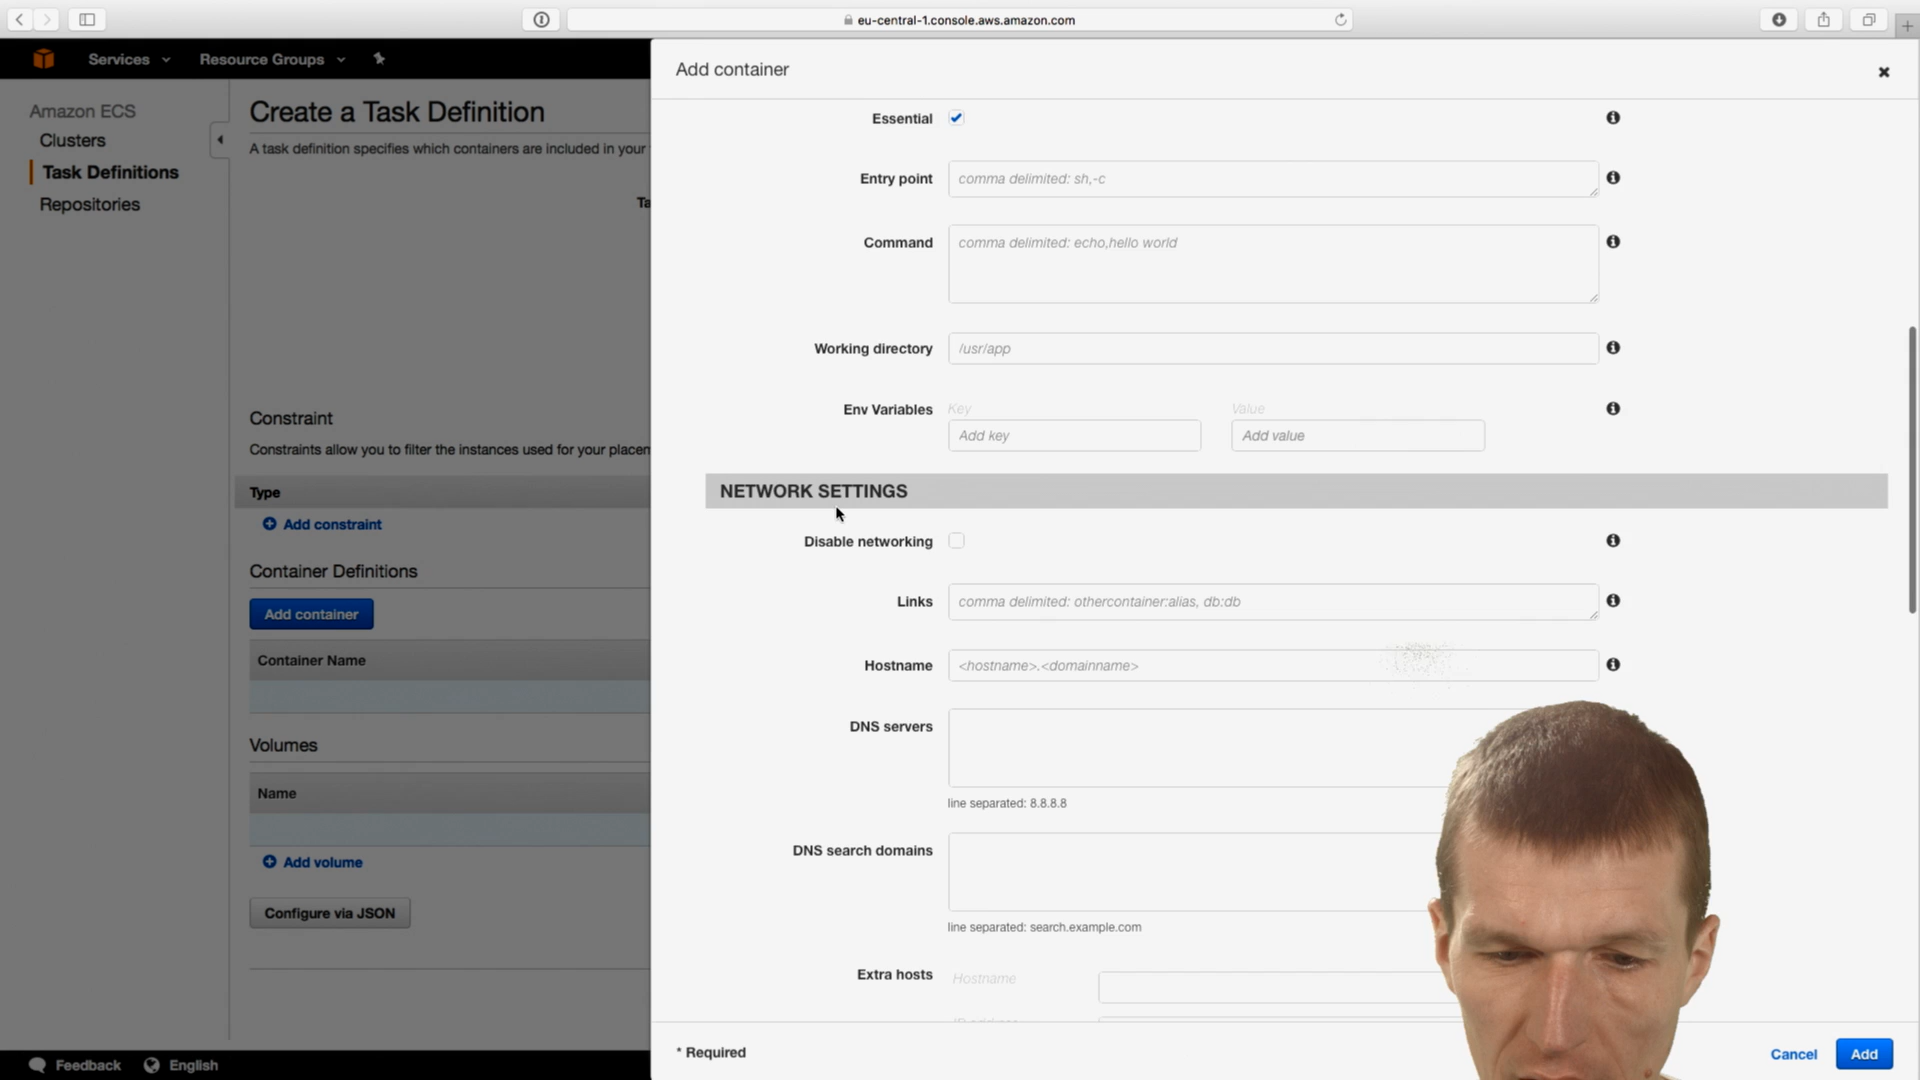 eu-central-1.console.aws.amazon.com
Services
Resource Groups
Amazon ECS
Clusters
Task Definitions
Repositories
Create a Task Definition
A task definition specifies which containers are included in your
Ta
Constraint
Constraints allow you to filter the instances used for your placem
Type
Add constraint
Container Definitions
Add container
Container Name
Volumes
Name
Add volume
Configure via JSON
Feedback
English
Add container
Essential
Entry point
comma delimited: sh,-c
Command
comma delimited: echo,hello world
Working directory
/usr/app
Env Variables
Key
Value
Add key
Add value
NETWORK SETTINGS
Disable networking
Links
comma delimited: othercontainer:alias, db:db
Hostname
<hostname>.<domainname>
DNS servers
line separated: 8.8.8.8
DNS search domains
line separated: search.example.com
Extra hosts
Hostname
* Required
Cancel
Add